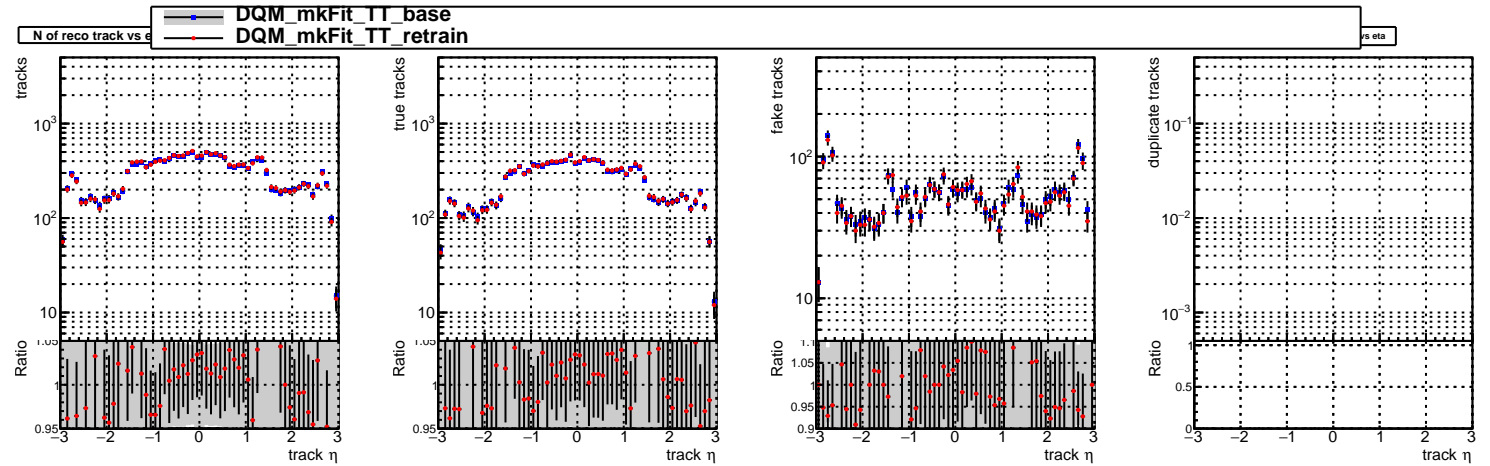 DQM_mkFit_TT_base
DQM_mkFit_TT_retrain
N of reco track vs e
vs eta
tracks
10³
10²
10
true tracks
10³
10²
10
fake tracks
10²
10
duplicate tracks
10⁻¹
10⁻²
10⁻³
Ratio
1.05
1
0.95
−3 −2 −1 0 1 2 3
track η
Ratio
1.05
1
0.95
−3 −2 −1 0 1 2 3
track η
Ratio
1.1
1.05
1
0.95
0.9
−3 −2 −1 0 1 2 3
track η
Ratio
1
0.5
0
−3 −2 −1 0 1 2 3
track η